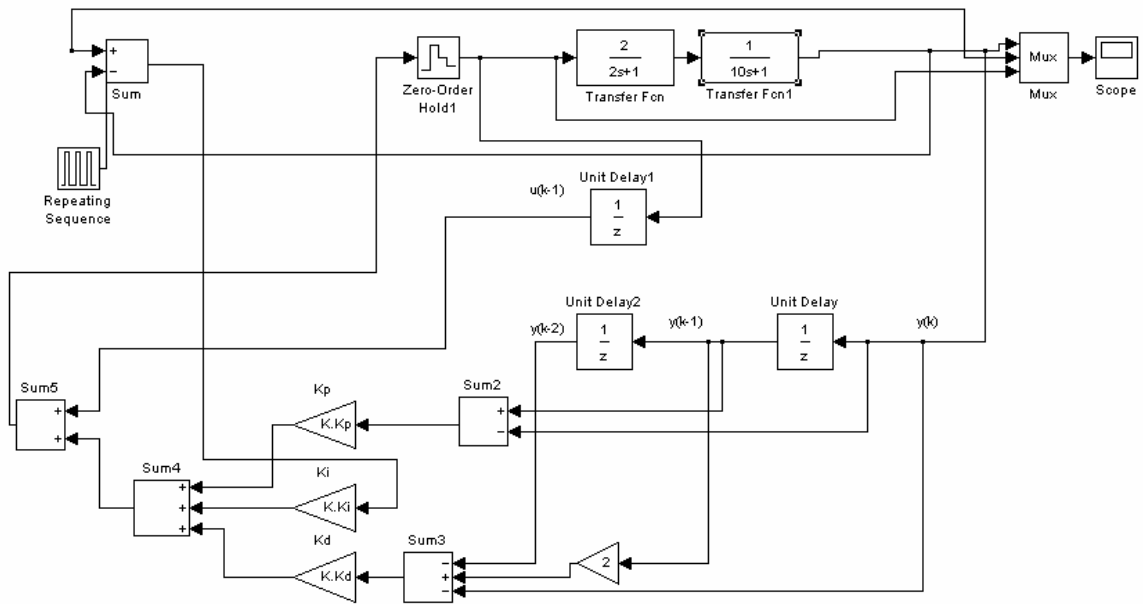 +
−
Sum
Repeating
Sequence
Zero-Order
Hold1
2
2s+1
Transfer Fcn
1
10s+1
Transfer Fcn1
Mux
Mux
Scope
Unit Delay1
u(k-1)
1
z
Unit Delay2
y(k-2)
1
z
y(k-1)
Unit Delay
1
z
y(k)
Sum5
+
+
Kp
K.Kp
Sum2
+
−
Sum4
+
+
+
Ki
K.Ki
Kd
K.Kd
Sum3
−
+
−
2